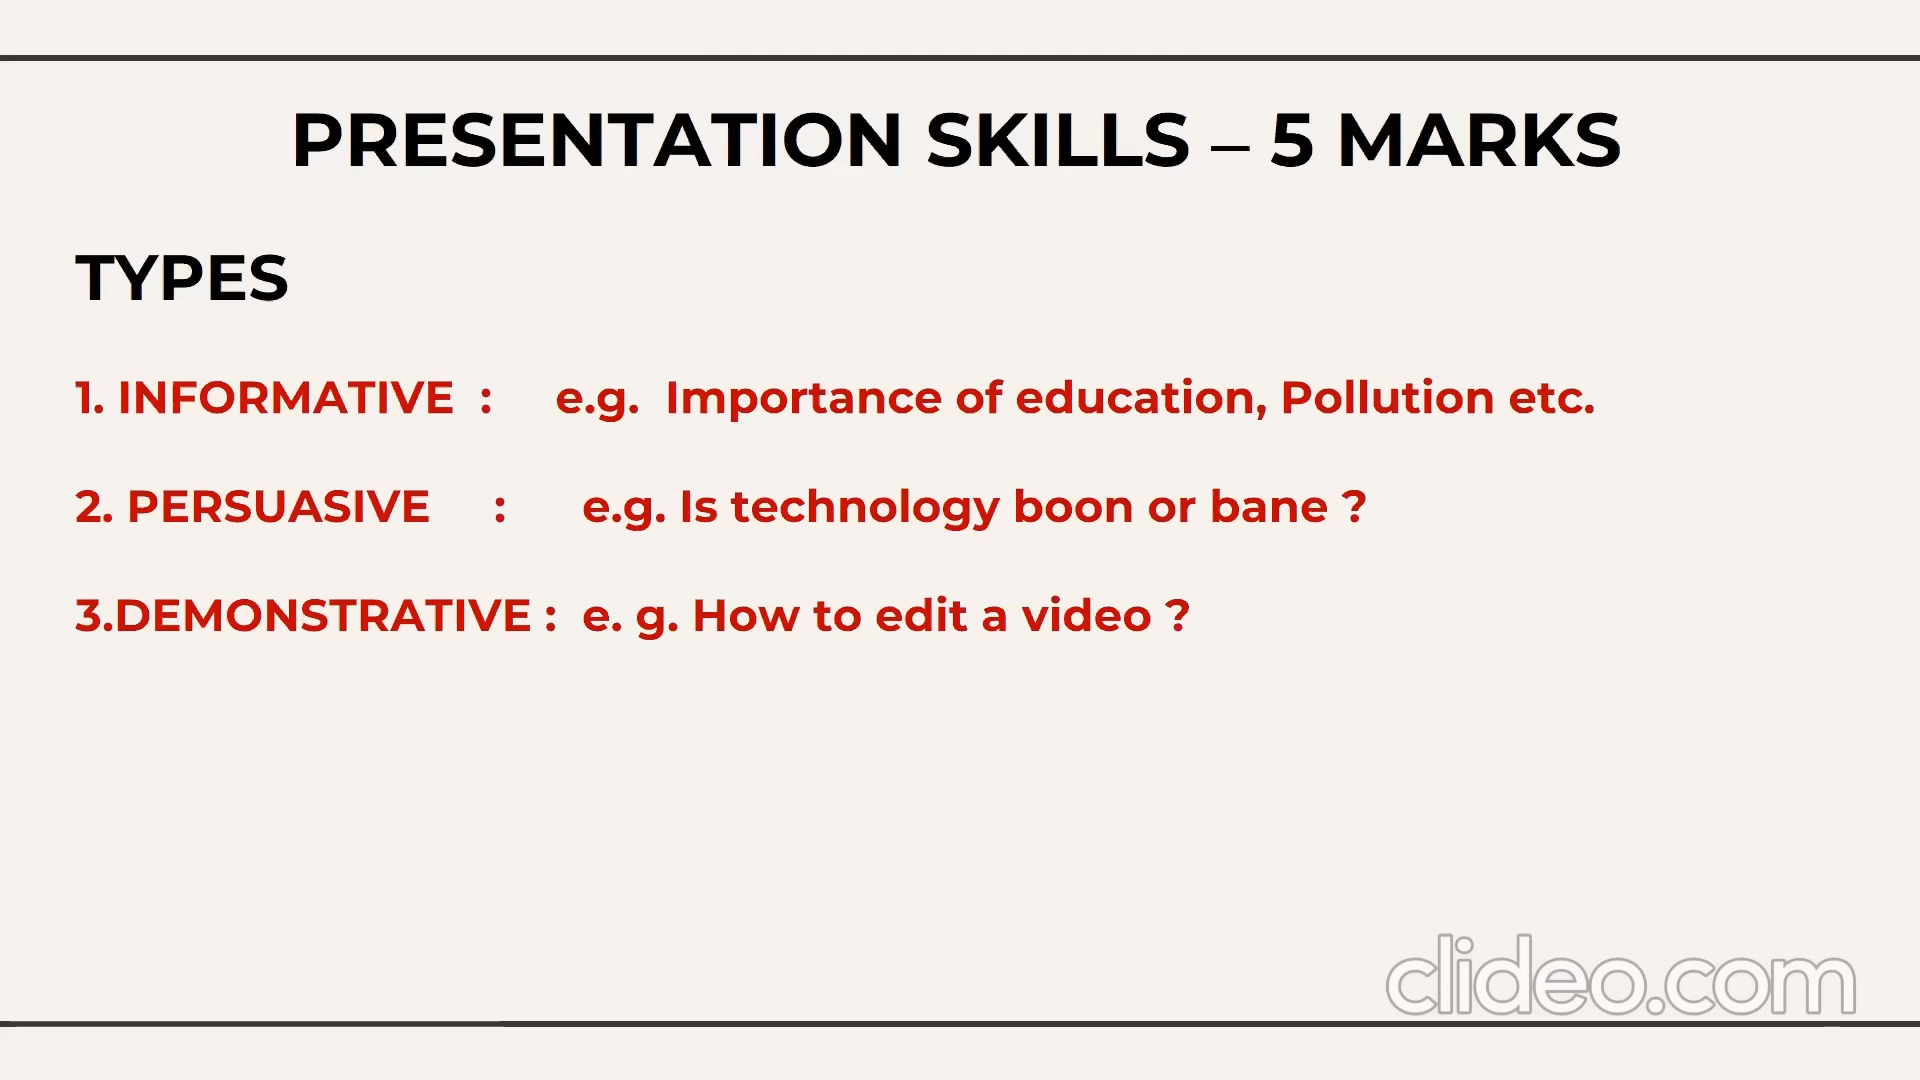 PRESENTATION SKILLS – 5 MARKS
TYPES
1. INFORMATIVE : e.g. Importance of education, Pollution etc.
2. PERSUASIVE : e.g. Is technology boon or bane ?
3.DEMONSTRATIVE : e. g. How to edit a video ?
clideo.com